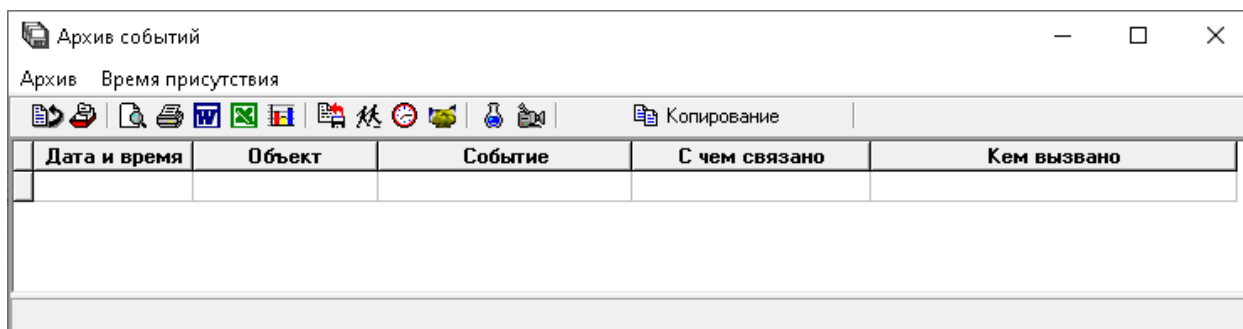 Архив событий
Архив Время присутствия
Копирование
Дата и время Объект Событие С чем связано Кем вызвано